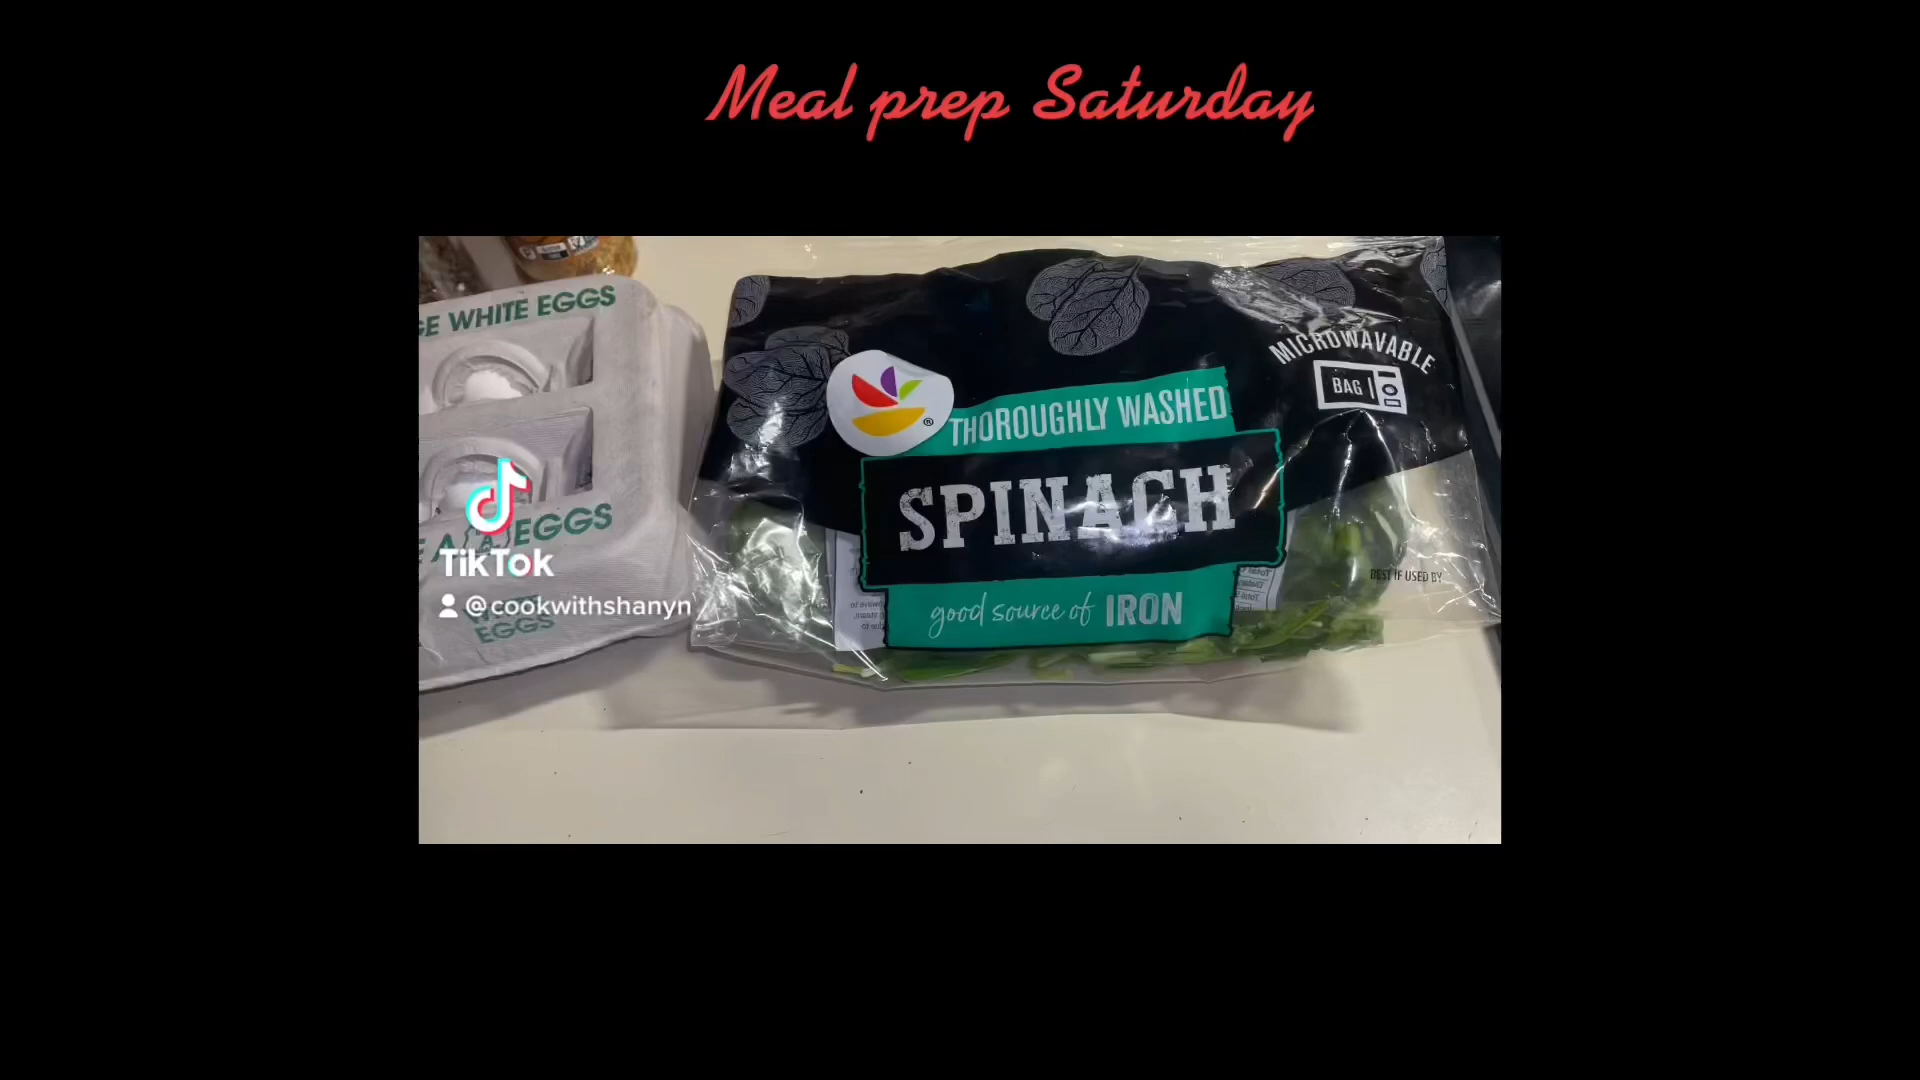 Meal prep Saturday
GE WHITE EGGS
EGGS
EGGS
TikTok
@cookwithshanyn
MICROWAVABLE
BAG
THOROUGHLY WASHED
SPINACH
good source of IRON
BEST IF USED BY